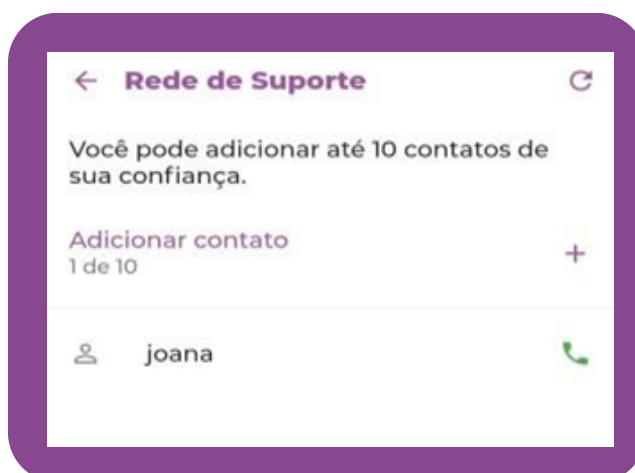 Rede de Suporte
Você pode adicionar até 10 contatos de
sua confiança.
Adicionar contato
1 de 10
joana